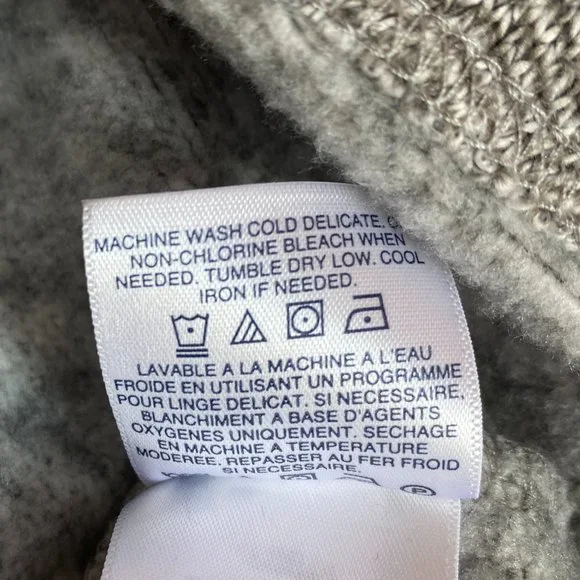 MACHINE WASH COLD DELICATE.
NON-CHLORINE BLEACH WHEN
NEEDED. TUMBLE DRY LOW. COOL
IRON IF NEEDED.
LAVABLE A LA MACHINE A L'EAU
FROIDE EN UTILISANT UN PROGRAMME
POUR LINGE DELICAT. SI NECESSAIRE,
BLANCHIMENT A BASE D'AGENTS
OXYGENES UNIQUEMENT. SECHAGE
EN MACHINE A TEMPERATURE
MODEREE. REPASSER AU FER FROID
SI NECESSAIRE.